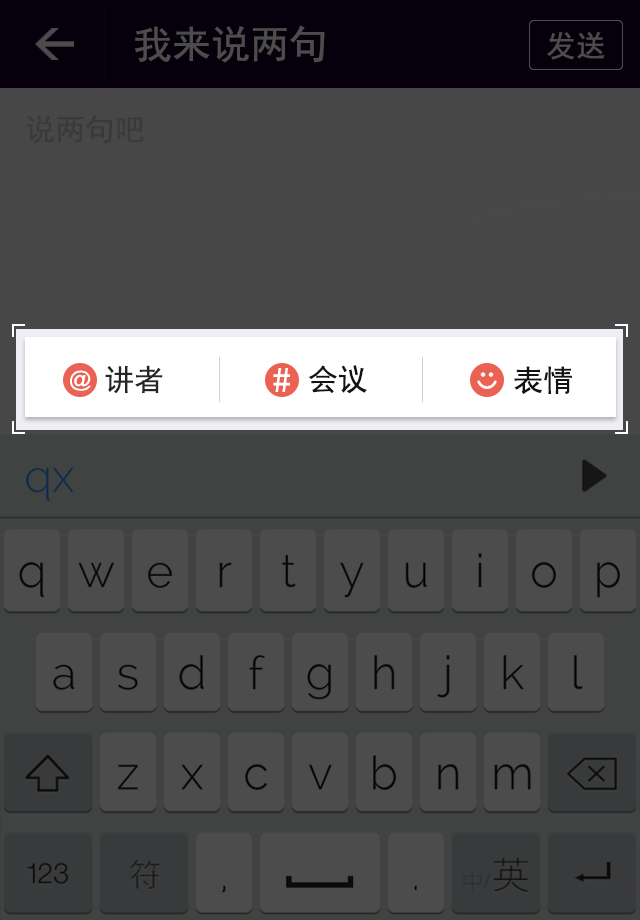 我来说两句 发送
说两句吧
@ 讲者 # 会议 表情
qx
q w e r t y u i o p
a s d f g h j k l
z x c v b n m
123 符 , . 中/英